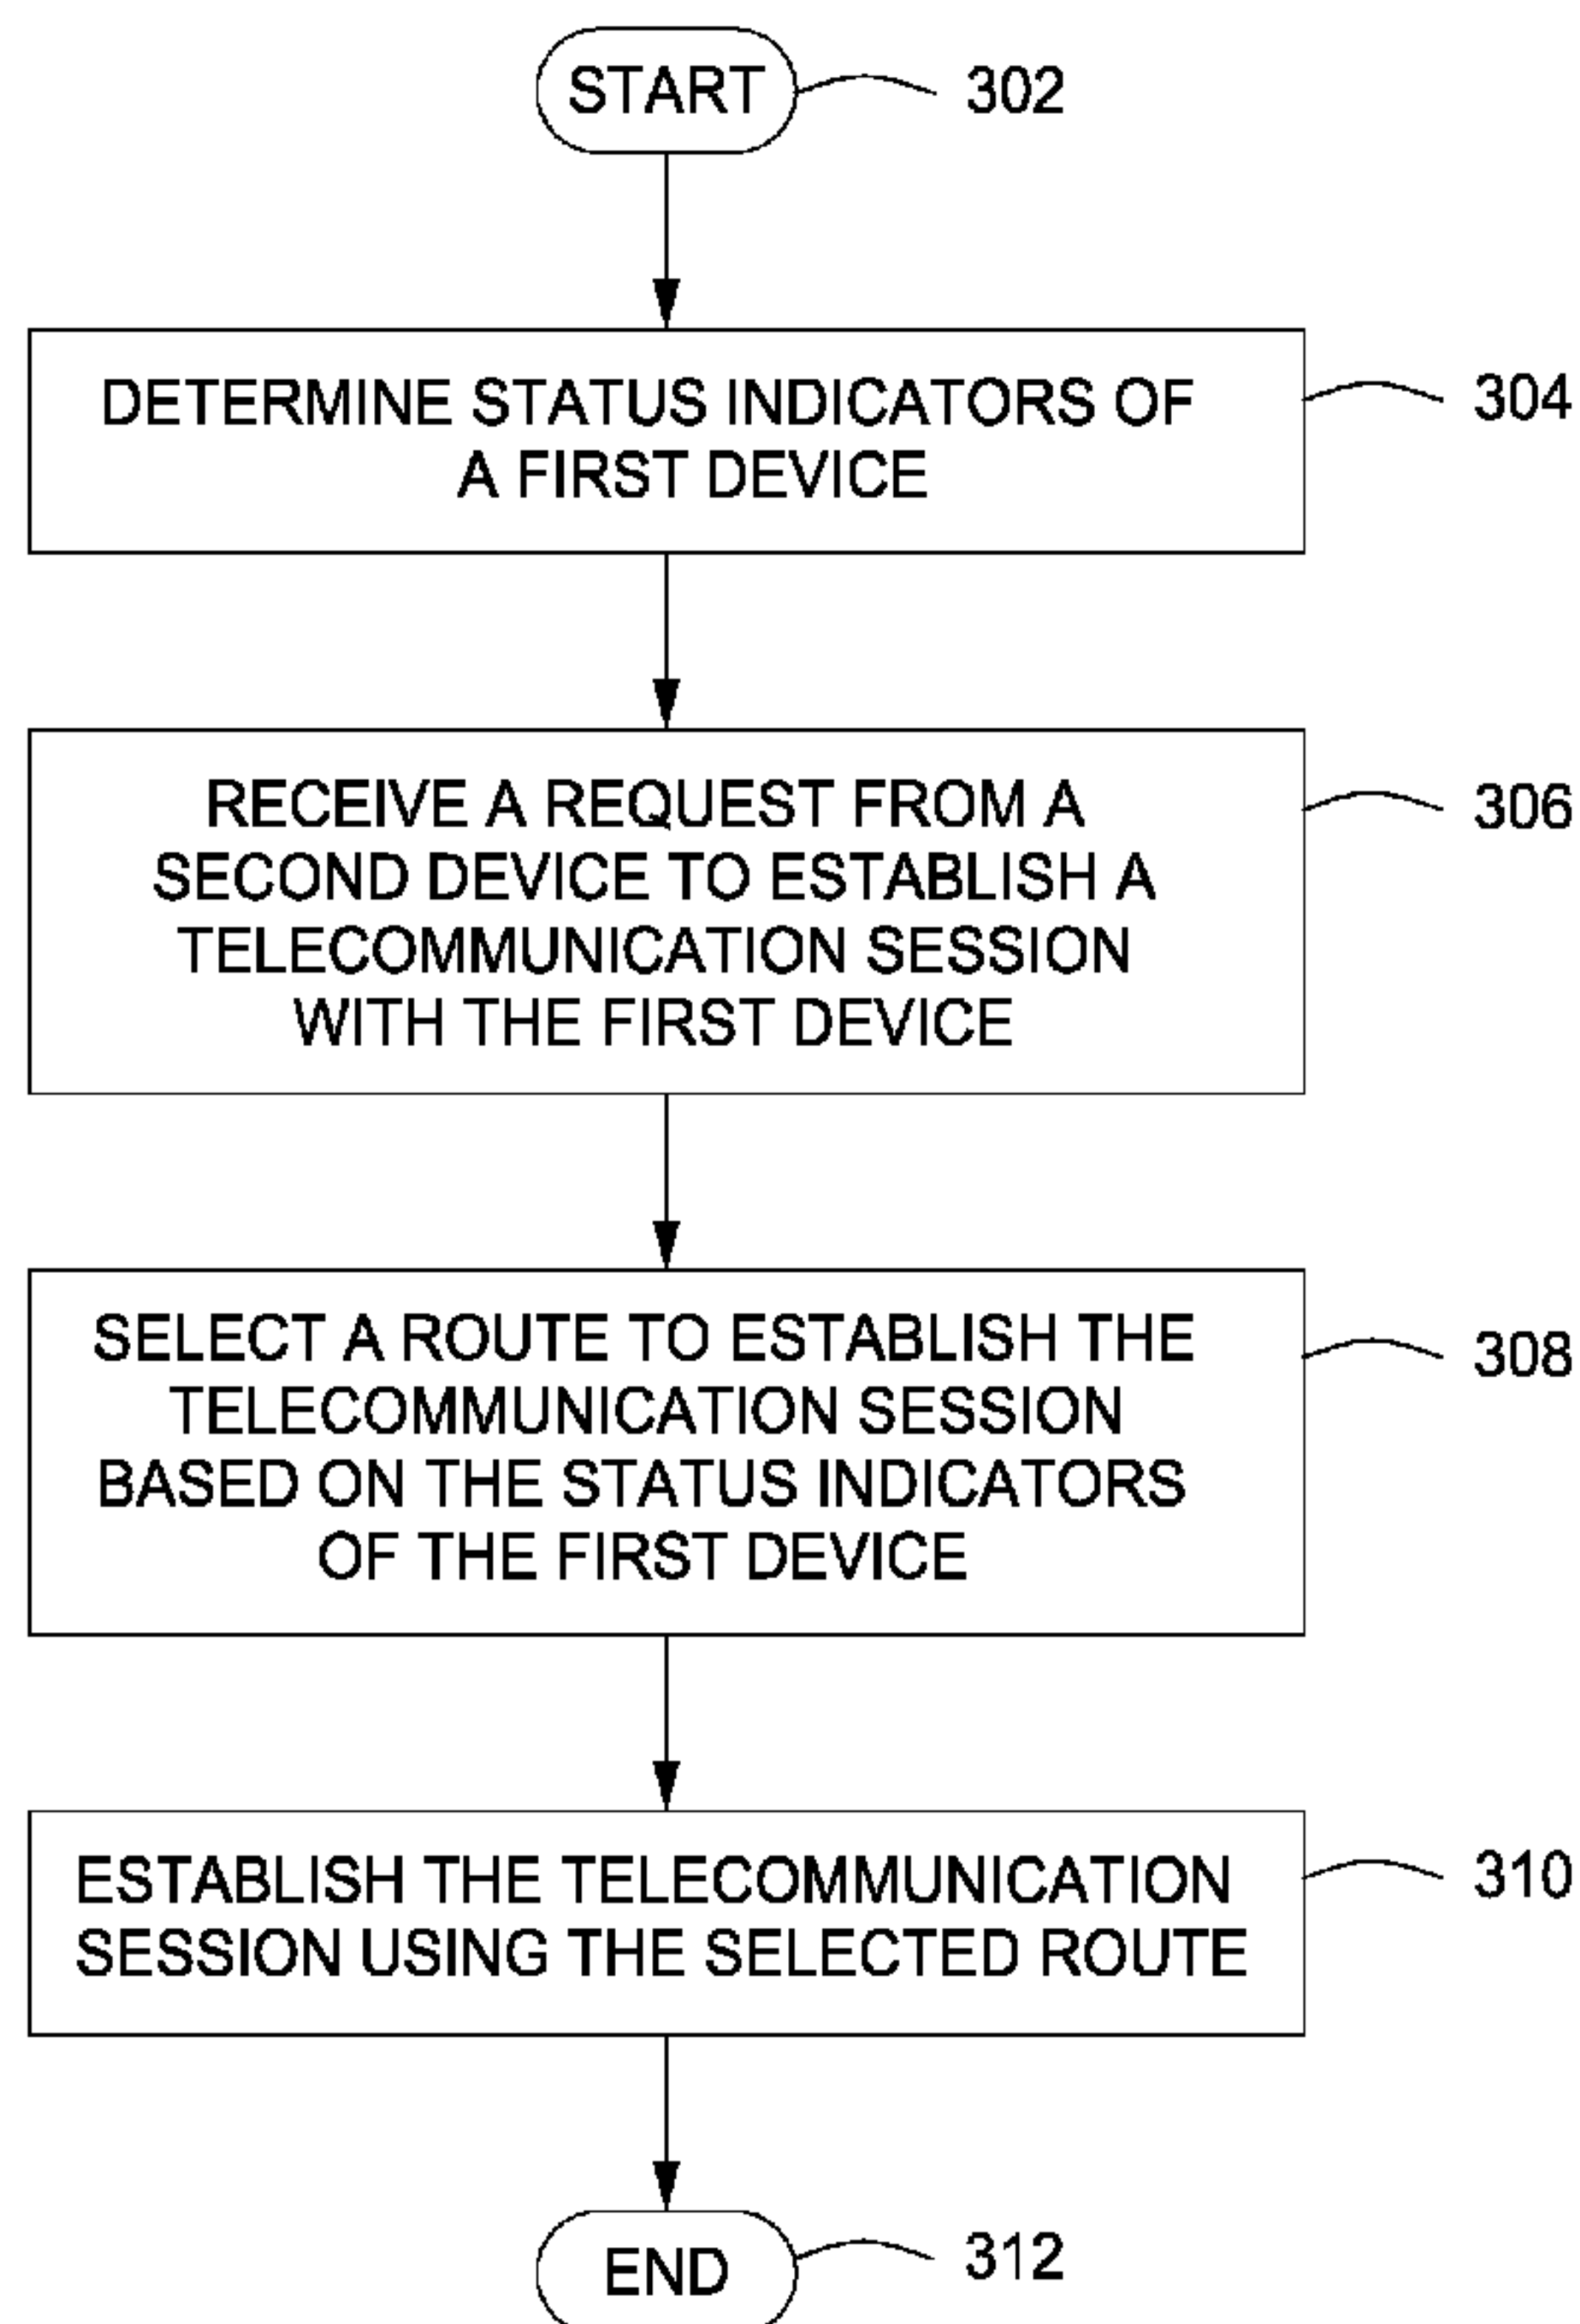 START
302
DETERMINE STATUS INDICATORS OF
A FIRST DEVICE
304
RECEIVE A REQUEST FROM A
SECOND DEVICE TO ESTABLISH A
TELECOMMUNICATION SESSION
WITH THE FIRST DEVICE
306
SELECT A ROUTE TO ESTABLISH THE
TELECOMMUNICATION SESSION
BASED ON THE STATUS INDICATORS
OF THE FIRST DEVICE
308
ESTABLISH THE TELECOMMUNICATION
SESSION USING THE SELECTED ROUTE
310
END
312